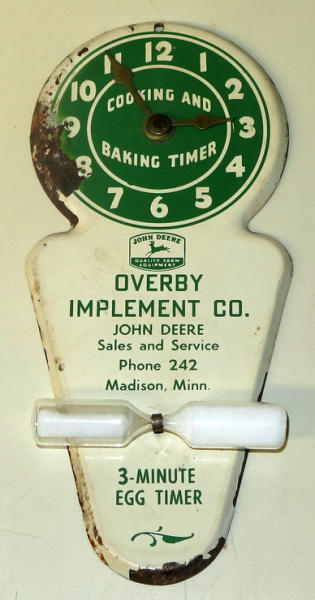 12
11 1
10 2
9 3
8 4
7 6 5
COOKING AND
BAKING TIMER
JOHN DEERE
QUALITY FARM
EQUIPMENT
OVERBY
IMPLEMENT CO.
JOHN DEERE
Sales and Service
Phone 242
Madison, Minn.
3-MINUTE
EGG TIMER